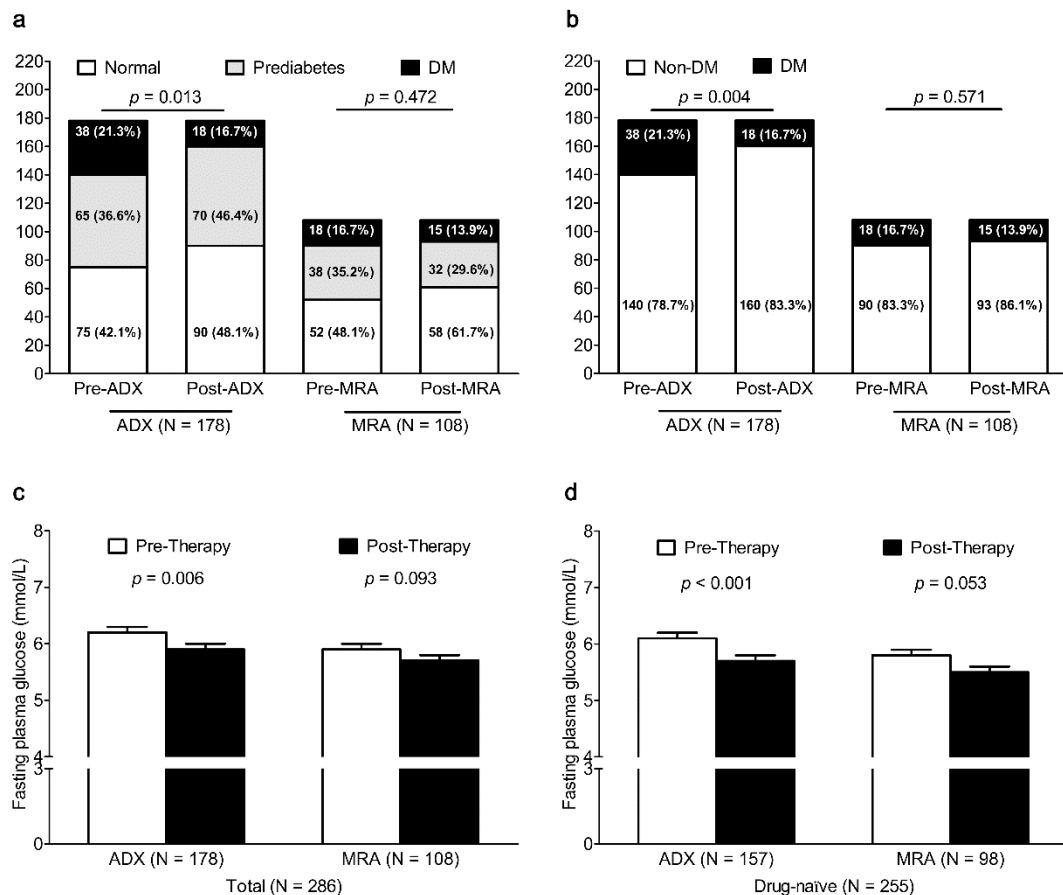 a
220
200
180
160
140
120
100
80
60
40
20
0
Normal Prediabetes DM
p = 0.013
p = 0.472
38 (21.3%)
65 (36.6%)
75 (42.1%)
18 (16.7%)
70 (46.4%)
90 (48.1%)
18 (16.7%)
38 (35.2%)
52 (48.1%)
15 (13.9%)
32 (29.6%)
58 (61.7%)
Pre-ADX Post-ADX Pre-MRA Post-MRA
ADX (N = 178) MRA (N = 108)
b
220
200
180
160
140
120
100
80
60
40
20
0
Non-DM DM
p = 0.004
p = 0.571
38 (21.3%)
140 (78.7%)
18 (16.7%)
160 (83.3%)
18 (16.7%)
90 (83.3%)
15 (13.9%)
93 (86.1%)
Pre-ADX Post-ADX Pre-MRA Post-MRA
ADX (N = 178) MRA (N = 108)
c
Fasting plasma glucose (mmol/L)
8
7
6
5
4
3
0
Pre-Therapy Post-Therapy
p = 0.006 p = 0.093
ADX (N = 178) MRA (N = 108)
Total (N = 286)
d
Fasting plasma glucose (mmol/L)
8
7
6
5
4
3
0
Pre-Therapy Post-Therapy
p < 0.001 p = 0.053
ADX (N = 157) MRA (N = 98)
Drug-naïve (N = 255)